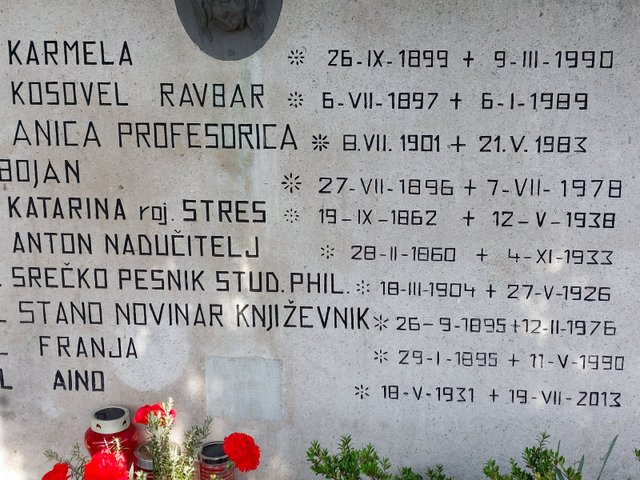 KARMELA * 26-IX-1899 + 9-III-1990
KOSOVEL RAVBAR * 6-VII-1897 + 6-I-1989
ANICA PROFESORICA * 8.VII.1901 + 21.V.1983
BOJAN * 27-VII-1896 + 7-VII-1978
KATARINA roj. STRES * 19-IX-1862 + 12-V-1938
ANTON NADUČITELJ * 28-II-1860 + 4-XI-1933
. SREČKO PESNIK STUD. PHIL. * 18-III-1904 + 27-V-1926
L STANO NOVINAR KNJIŽEVNIK * 26-9-1895 + 12-II-1976
L FRANJA * 29-I-1895 + 11-V-1990
L AINO * 18-V-1931 + 19-VII-2013